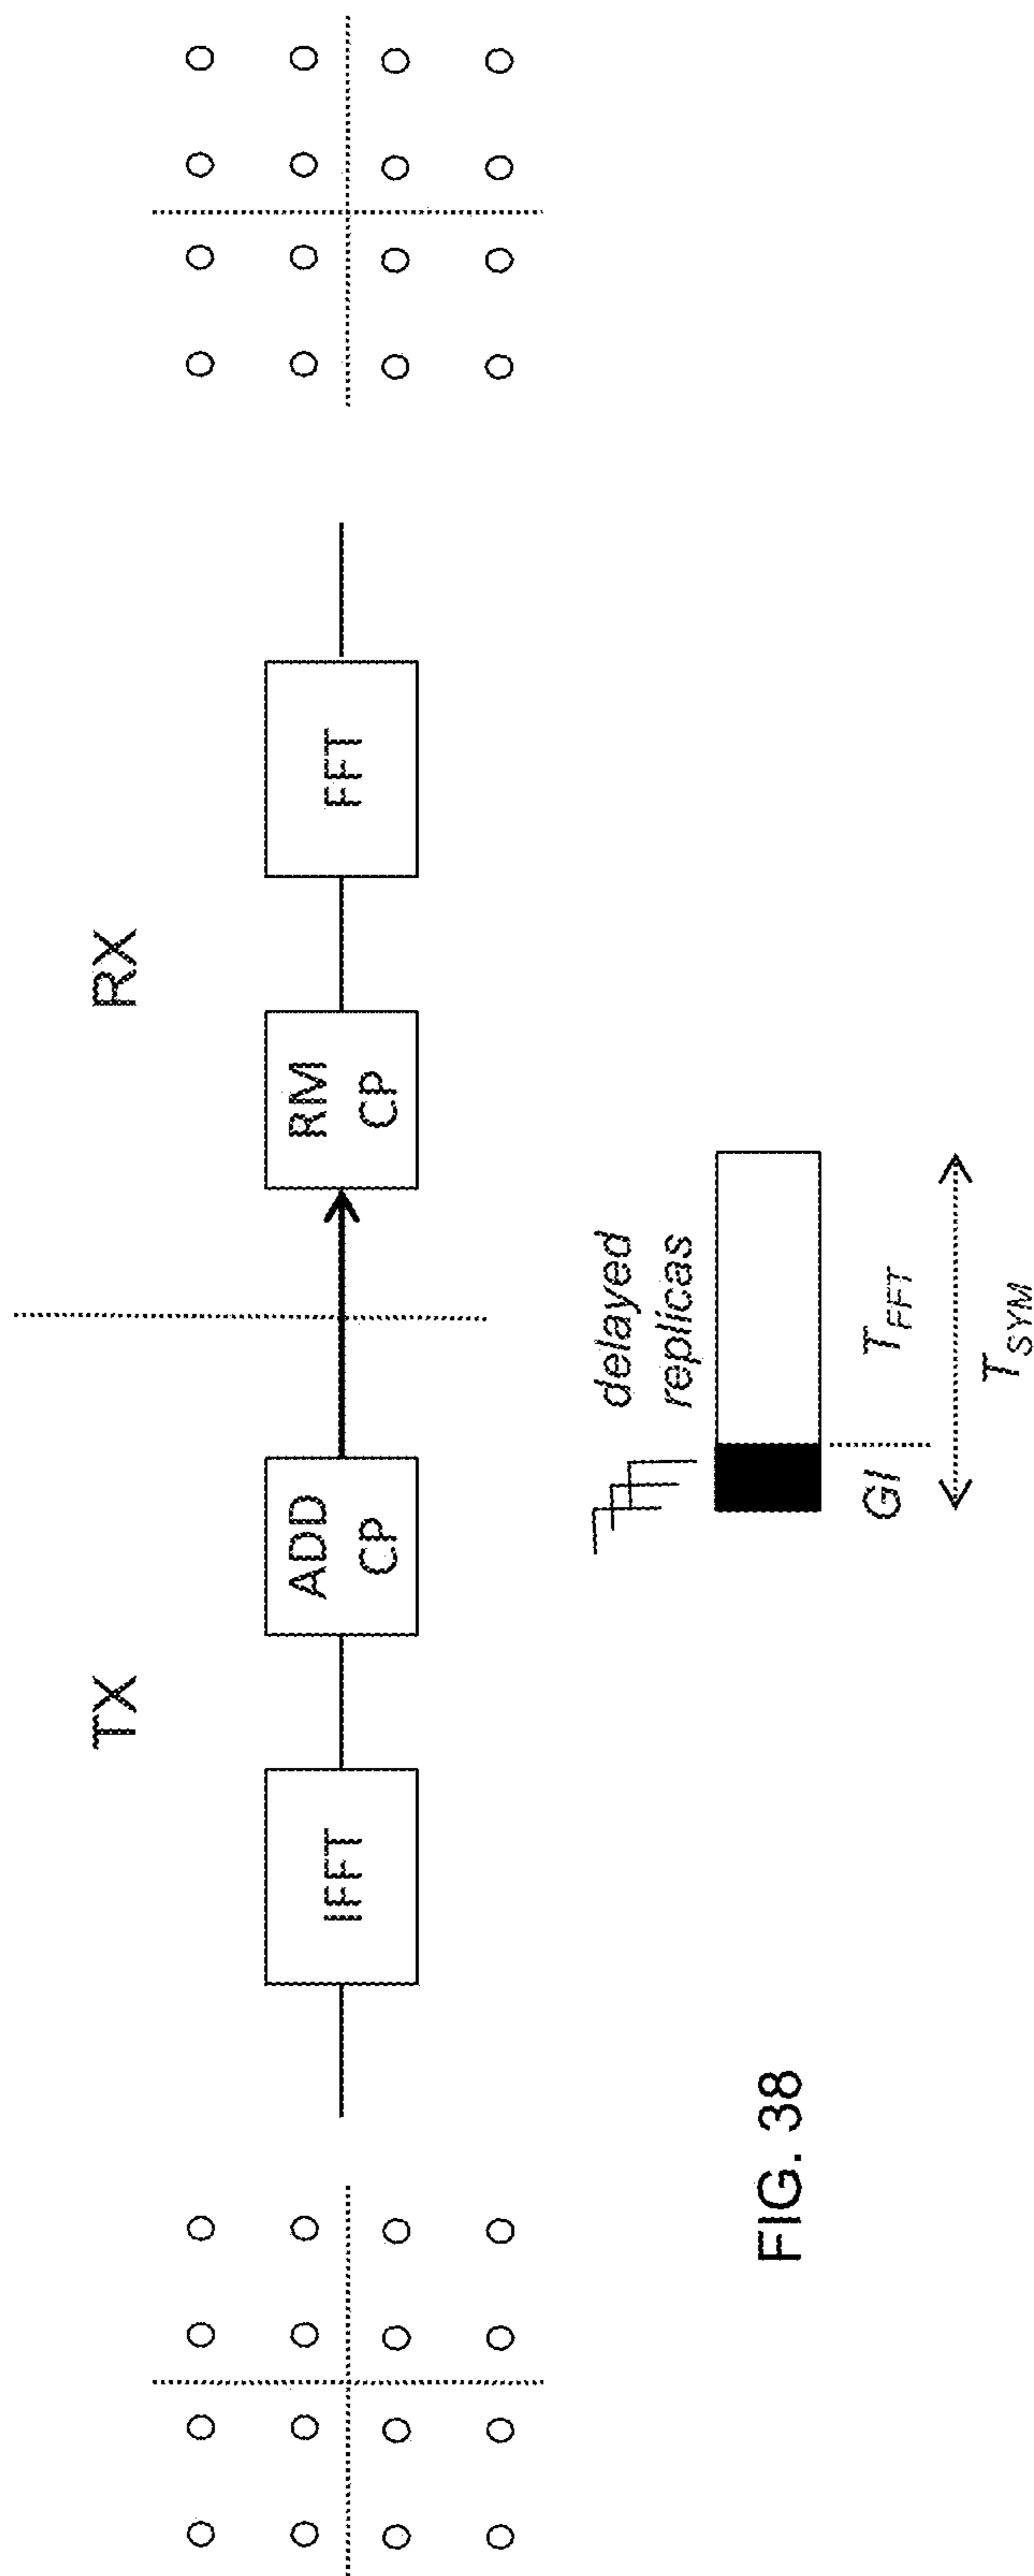 TX
RX
IFFT
ADD
CP
RM
CP
FFT
delayed
replicas
GI
T_FFT
T_SYM
FIG. 38